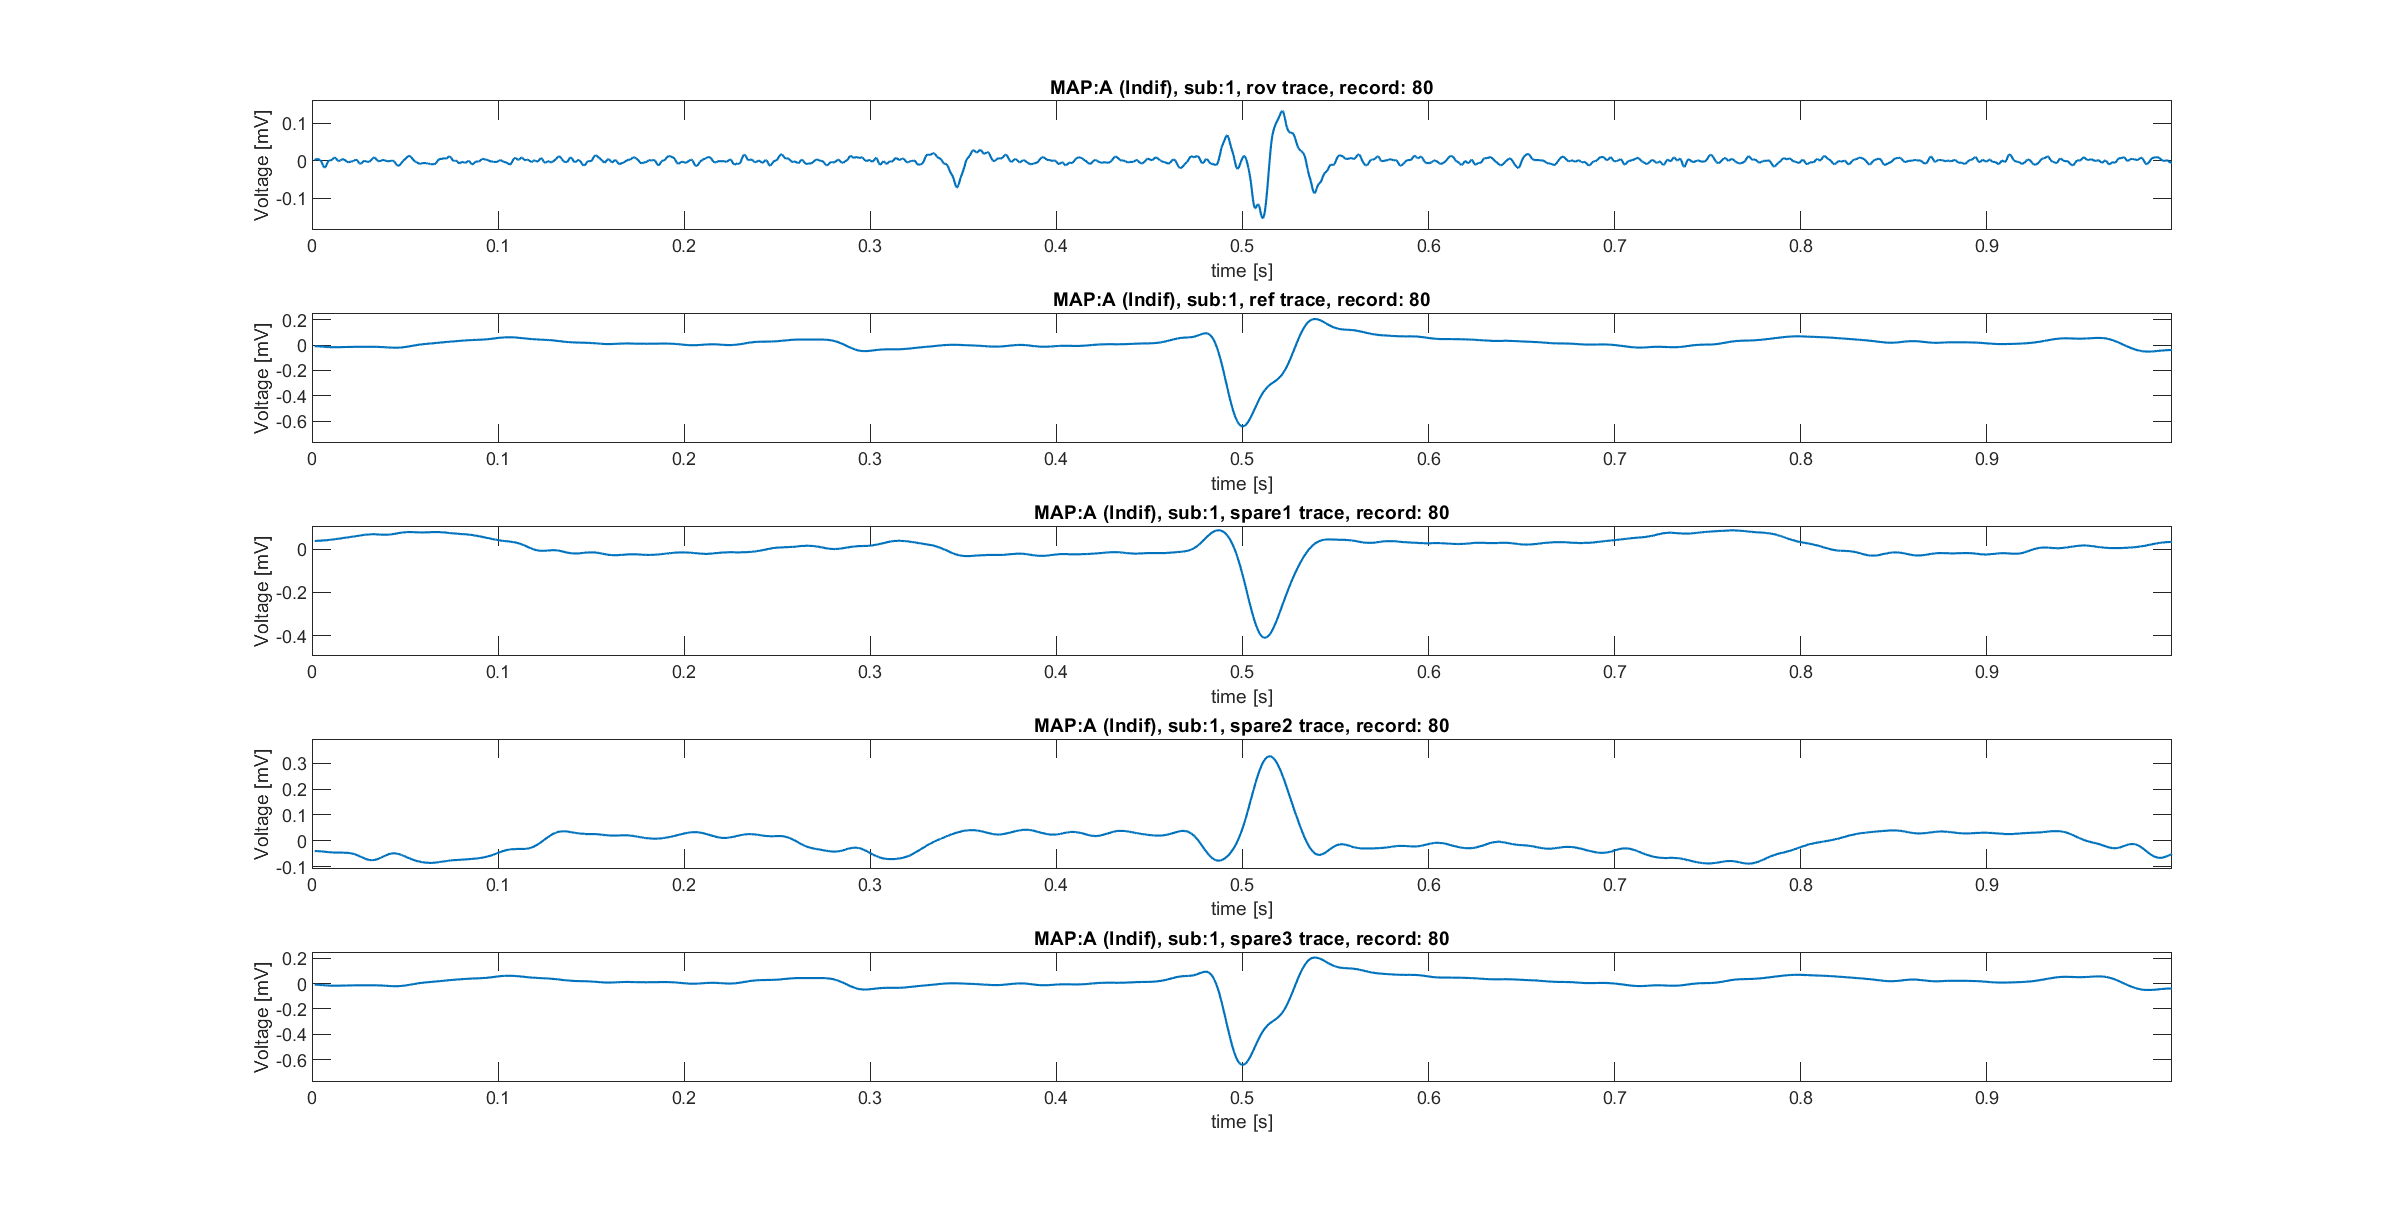 MAP:A (Indif), sub:1, rov trace, record: 80
Voltage [mV]
0.1
0
-0.1
0 0.1 0.2 0.3 0.4 0.5 0.6 0.7 0.8 0.9
time [s]
MAP:A (Indif), sub:1, ref trace, record: 80
Voltage [mV]
0.2
0
-0.2
-0.4
-0.6
0 0.1 0.2 0.3 0.4 0.5 0.6 0.7 0.8 0.9
time [s]
MAP:A (Indif), sub:1, spare1 trace, record: 80
Voltage [mV]
0
-0.2
-0.4
0 0.1 0.2 0.3 0.4 0.5 0.6 0.7 0.8 0.9
time [s]
MAP:A (Indif), sub:1, spare2 trace, record: 80
Voltage [mV]
0.3
0.2
0.1
0
-0.1
0 0.1 0.2 0.3 0.4 0.5 0.6 0.7 0.8 0.9
time [s]
MAP:A (Indif), sub:1, spare3 trace, record: 80
Voltage [mV]
0.2
0
-0.2
-0.4
-0.6
0 0.1 0.2 0.3 0.4 0.5 0.6 0.7 0.8 0.9
time [s]